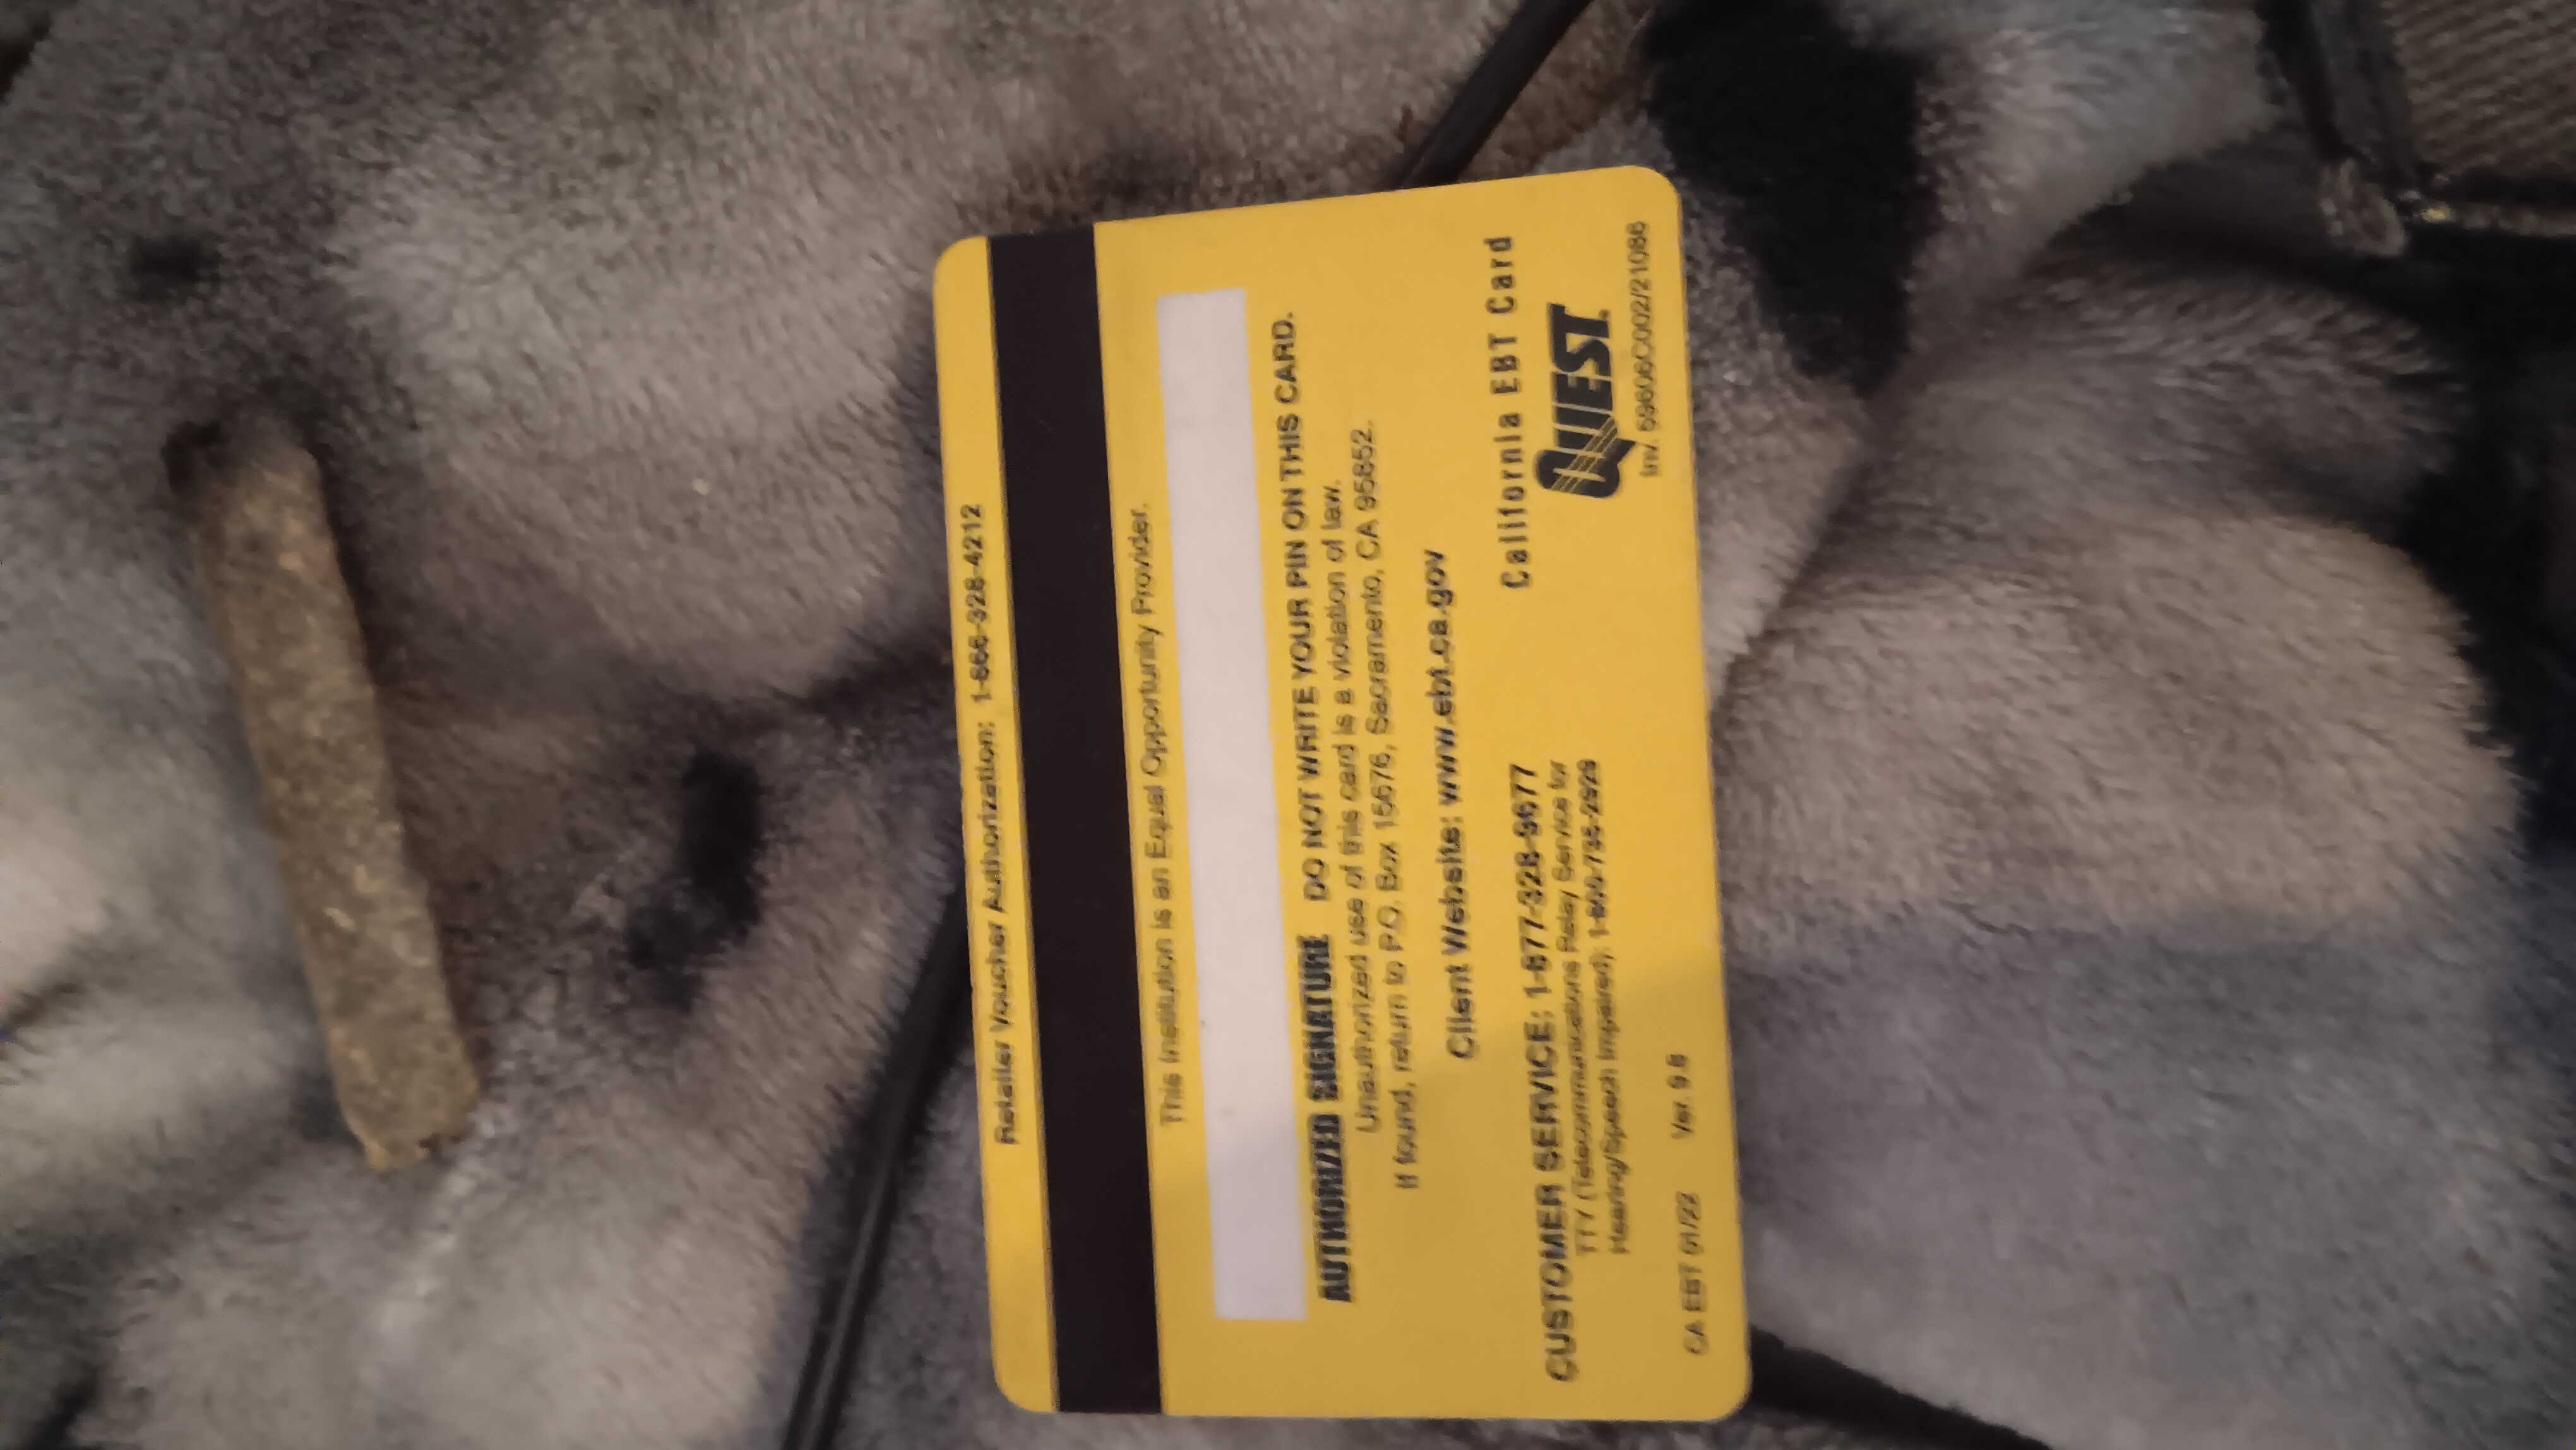 Retailer Voucher Authorization: 1-866-328-4212
This Institution is an Equal Opportunity Provider.
AUTHORIZED SIGNATURE DO NOT WRITE YOUR PIN ON THIS CARD.
Unauthorized use of this card is a violation of law.
If found, return to P.O. Box 15676, Sacramento, CA 95852.
Client Website: www.ebt.ca.gov
CUSTOMER SERVICE: 1-877-328-9677
TTY (Telecommunications Relay Service for
Hearing/Speech Impaired): 1-800-735-2929
California EBT Card
QUEST
CA EBT 01/22 Ver. 9.6
Inv. 69606C002/21086